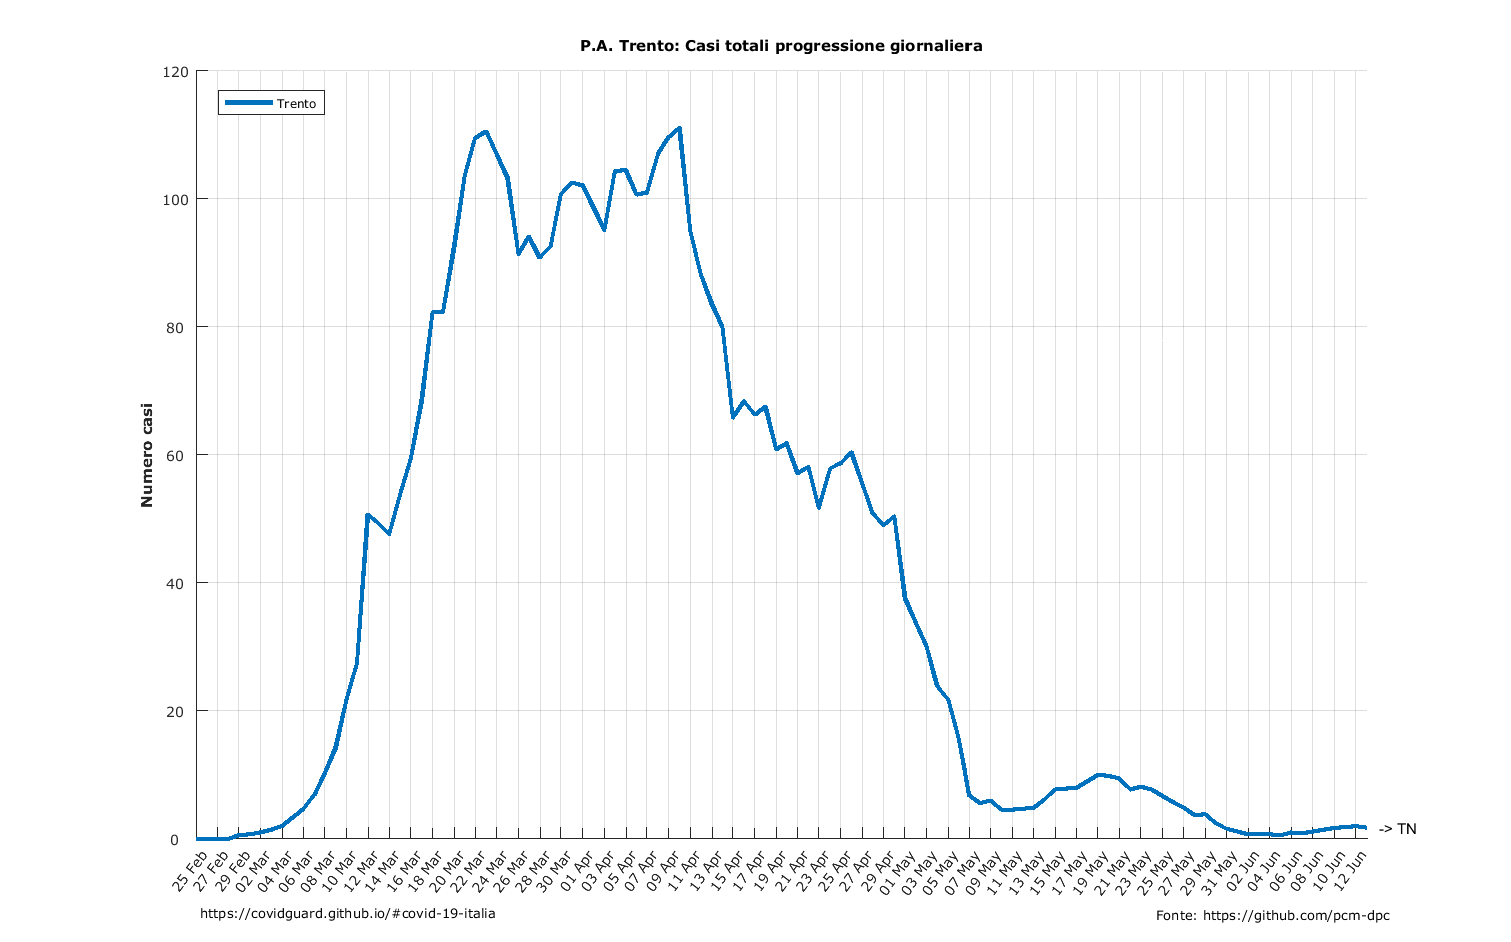 P.A. Trento: Casi totali progressione giornaliera
Trento
Numero casi
120
100
80
60
40
20
0
25 Feb
27 Feb
29 Feb
02 Mar
04 Mar
06 Mar
08 Mar
10 Mar
12 Mar
14 Mar
16 Mar
18 Mar
20 Mar
22 Mar
24 Mar
26 Mar
28 Mar
30 Mar
01 Apr
03 Apr
05 Apr
07 Apr
09 Apr
11 Apr
13 Apr
15 Apr
17 Apr
19 Apr
21 Apr
23 Apr
25 Apr
27 Apr
29 Apr
01 May
03 May
05 May
07 May
09 May
11 May
13 May
15 May
17 May
19 May
21 May
23 May
25 May
27 May
29 May
31 May
02 Jun
04 Jun
06 Jun
08 Jun
10 Jun
12 Jun
-> TN
https://covidguard.github.io/#covid-19-italia
Fonte: https://github.com/pcm-dpc